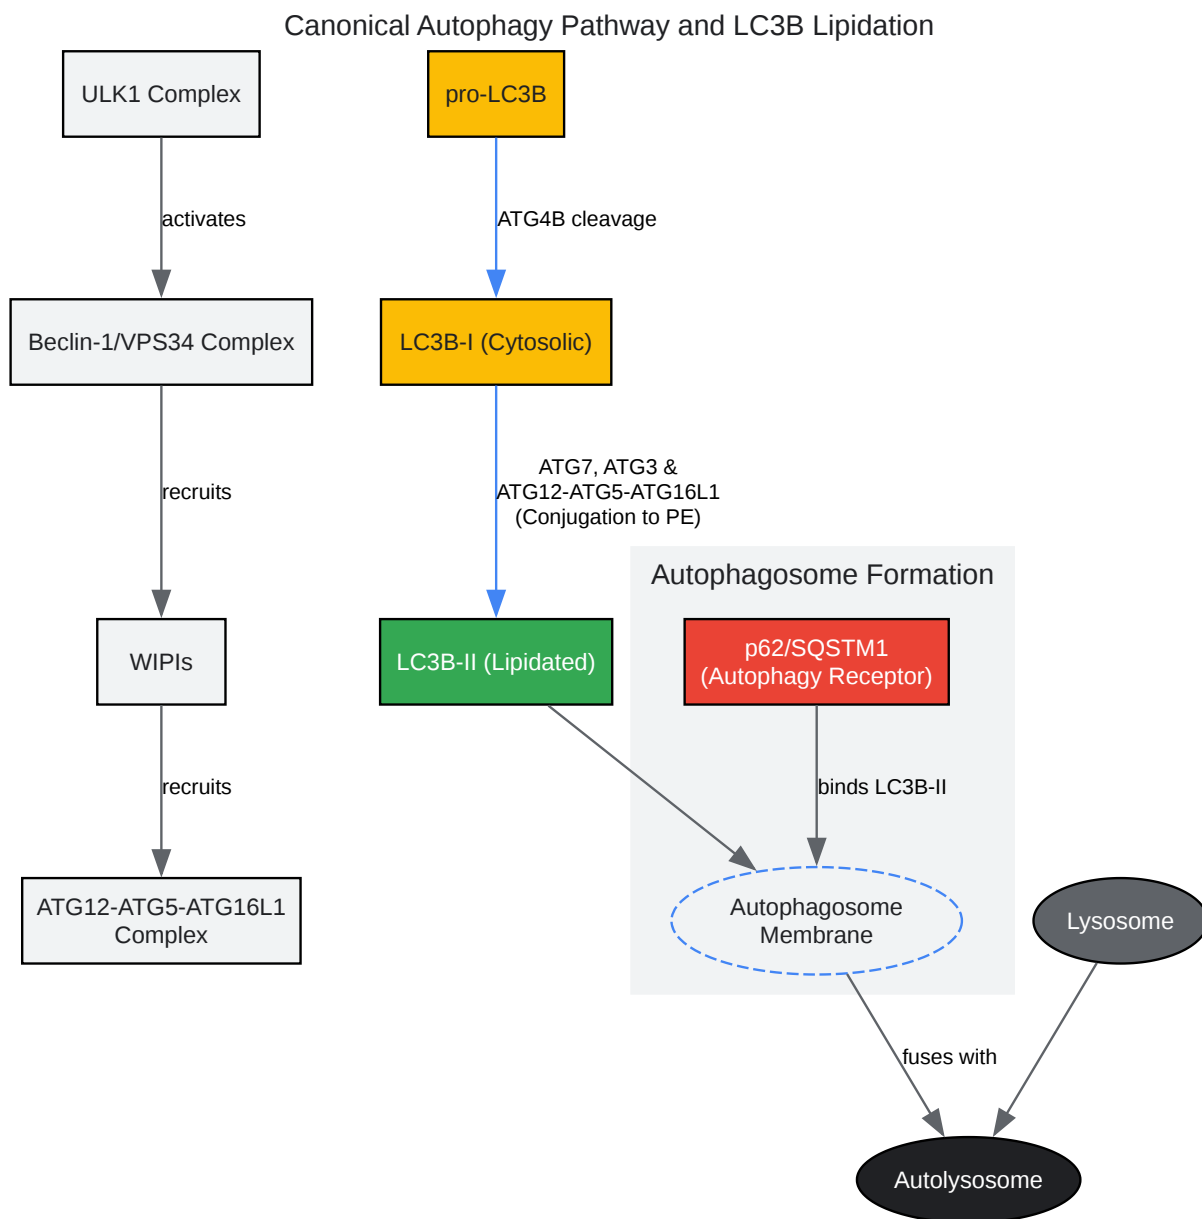 Canonical Autophagy Pathway and LC3B Lipidation
ULK1 Complex
pro-LC3B
activates
ATG4B cleavage
Beclin-1/VPS34 Complex
LC3B-I (Cytosolic)
recruits
ATG7, ATG3 &
ATG12-ATG5-ATG16L1
(Conjugation to PE)
Autophagosome Formation
WIPIs
LC3B-II (Lipidated)
p62/SQSTM1
(Autophagy Receptor)
recruits
binds LC3B-II
ATG12-ATG5-ATG16L1
Complex
Autophagosome
Membrane
Lysosome
fuses with
Autolysosome